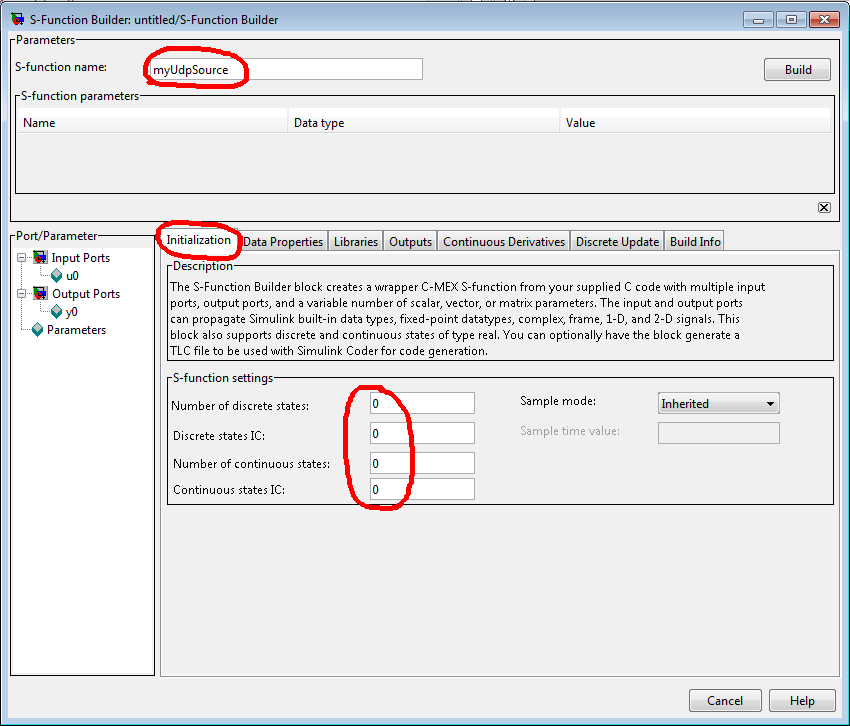 S-Function Builder: untitled/S-Function Builder
Parameters
S-function name:
myUdpSource
Build
S-function parameters
Name Data type Value
Port/Parameter
Input Ports
u0
Output Ports
y0
Parameters
Initialization Data Properties Libraries Outputs Continuous Derivatives Discrete Update Build Info
Description
The S-Function Builder block creates a wrapper C-MEX S-function from your supplied C code with multiple input
ports, output ports, and a variable number of scalar, vector, or matrix parameters. The input and output ports
can propagate Simulink built-in data types, fixed-point datatypes, complex, frame, 1-D, and 2-D signals. This
block also supports discrete and continuous states of type real. You can optionally have the block generate a
TLC file to be used with Simulink Coder for code generation.
S-function settings
Number of discrete states: 0 Sample mode: Inherited
Discrete states IC: 0 Sample time value:
Number of continuous states: 0
Continuous states IC: 0
Cancel Help